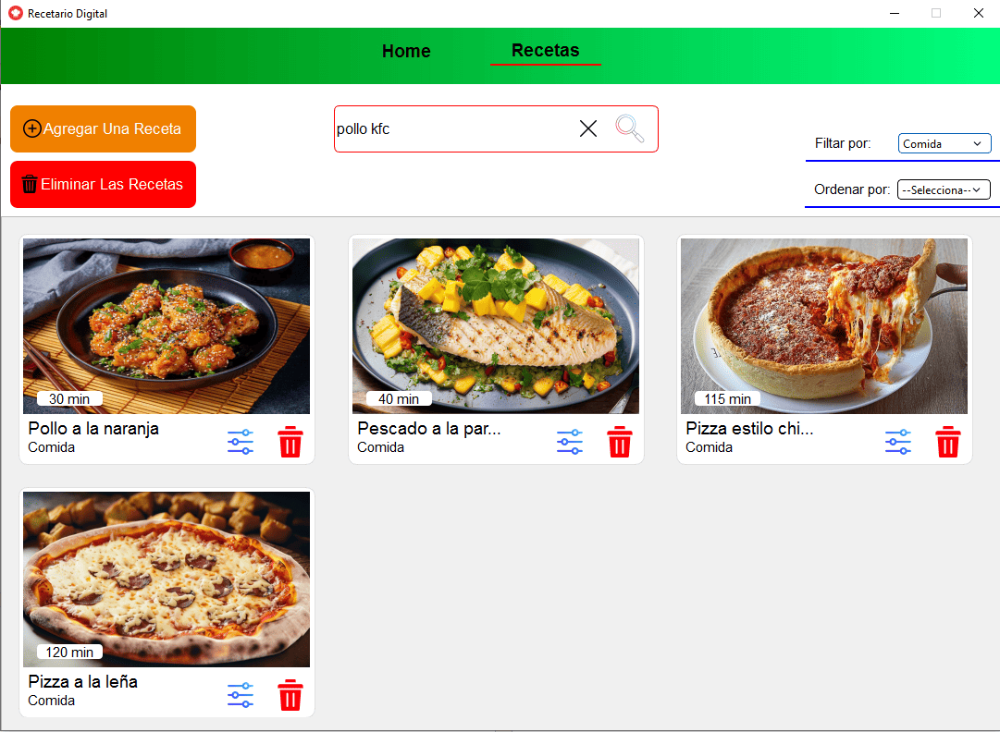 Recetario Digital
Home
Recetas
Agregar Una Receta
pollo kfc
Filtar por:
Comida
Eliminar Las Recetas
Ordenar por:
--Selecciona--
30 min
Pollo a la naranja
Comida
40 min
Pescado a la par...
Comida
115 min
Pizza estilo chi...
Comida
120 min
Pizza a la leña
Comida